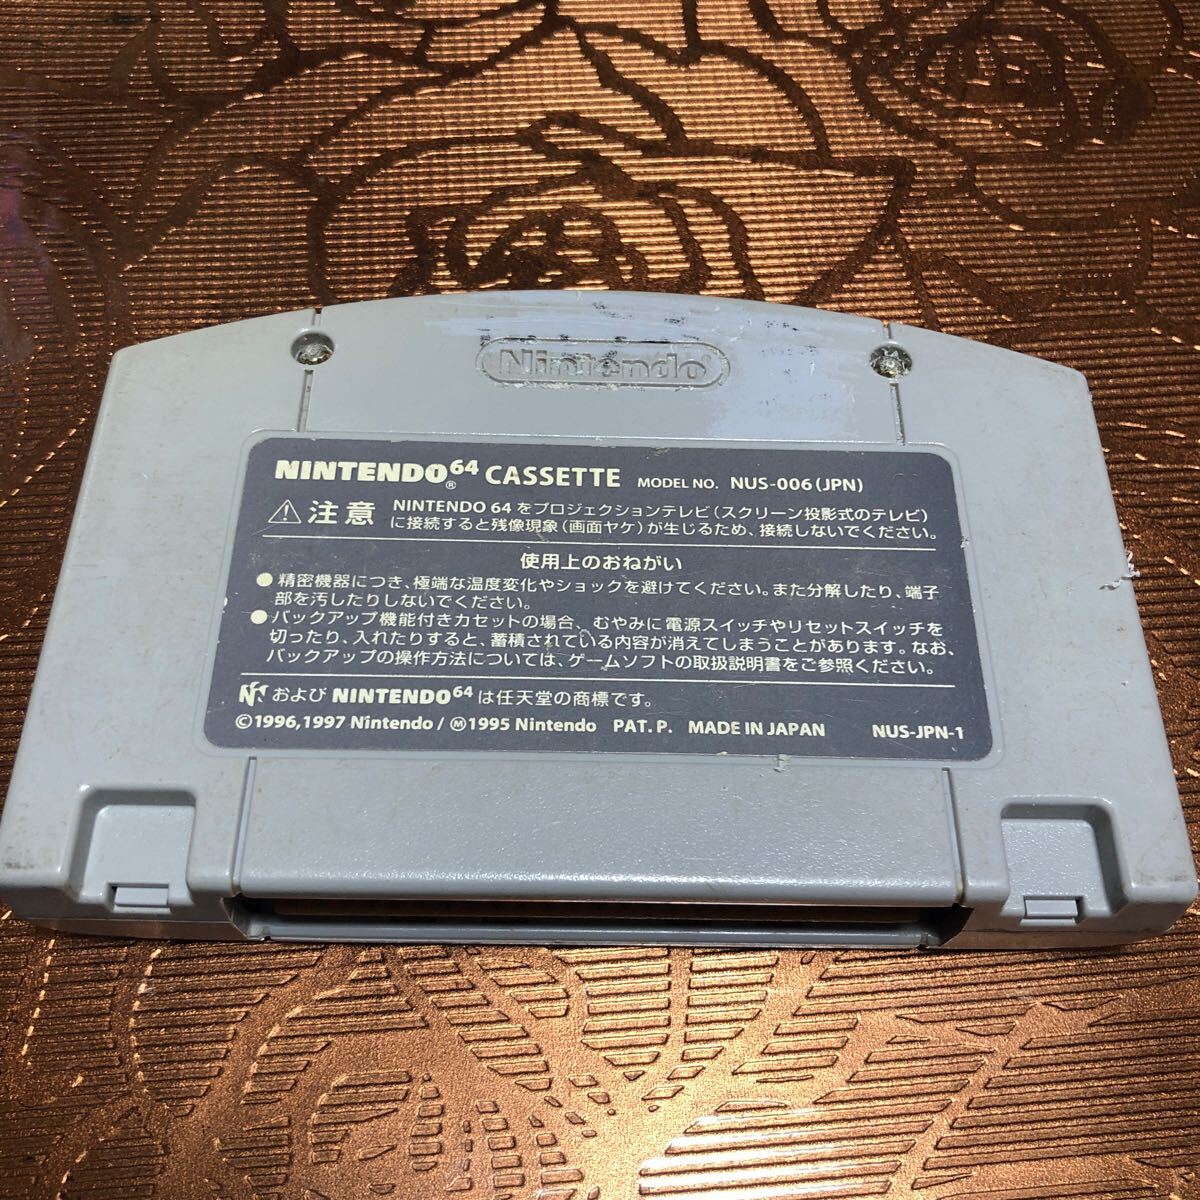 Nintendo®
NINTENDO®64 CASSETTE MODEL NO. NUS-006(JPN)
⚠注意 NINTENDO 64をプロジェクションテレビ(スクリーン投影式のテレビ)
に接続すると残像現象(画面ヤケ)が生じるため、接続しないでください。
使用上のおねがい
●精密機器につき、極端な温度変化やショックを避けてください。また分解したり、端子
部を汚したりしないでください。
●バックアップ機能付きカセットの場合、むやみに電源スイッチやリセットスイッチを
切ったり、入れたりすると、蓄積されている内容が消えてしまうことがあります。なお、
バックアップの操作方法については、ゲームソフトの取扱説明書をご参照ください。
および NINTENDO64は任天堂の商標です。
©1996,1997 Nintendo/Ⓜ1995 Nintendo PAT.P. MADE IN JAPAN NUS-JPN-1